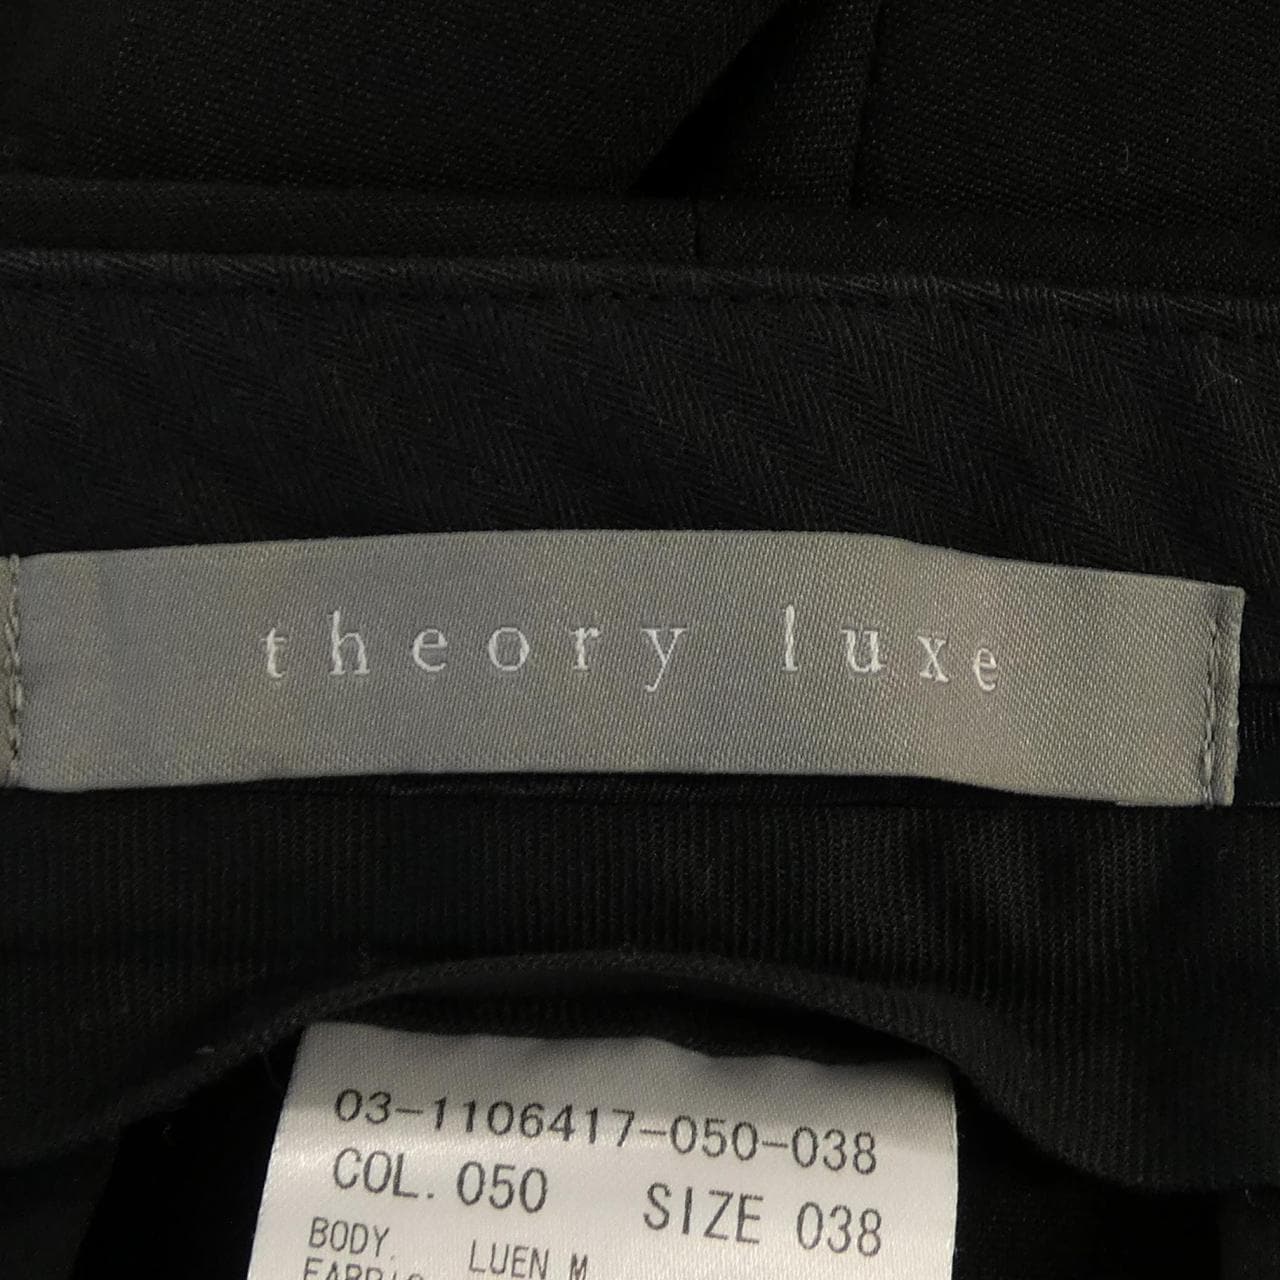 theory luxe
03-1106417-050-038
COL. 050 SIZE 038
BODY. LUEN M